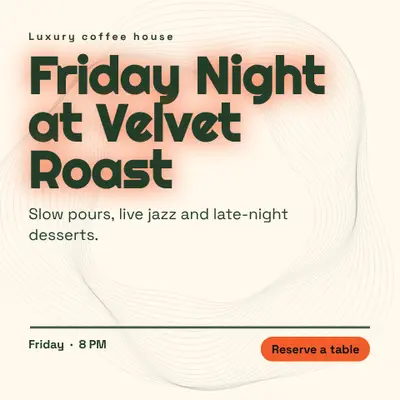 Luxury coffee house
Friday Night
at Velvet
Roast
Slow pours, live jazz and late-night
desserts.
Friday · 8 PM
Reserve a table